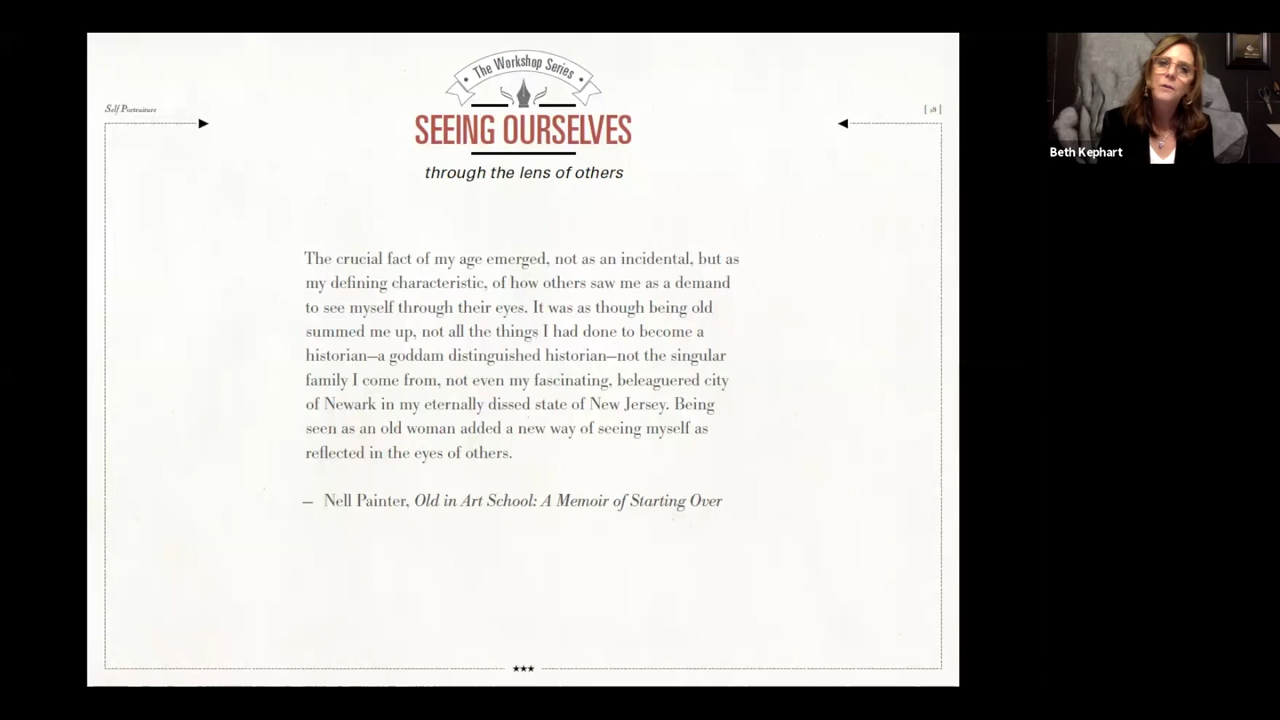 The Workshop Series
Self Portraiture
[ 18 ]
SEEING OURSELVES
through the lens of others
Beth Kephart
The crucial fact of my age emerged, not as an incidental, but as
my defining characteristic, of how others saw me as a demand
to see myself through their eyes. It was as though being old
summed me up, not all the things I had done to become a
historian—a goddam distinguished historian—not the singular
family I come from, not even my fascinating, beleaguered city
of Newark in my eternally dissed state of New Jersey. Being
seen as an old woman added a new way of seeing myself as
reflected in the eyes of others.
— Nell Painter, Old in Art School: A Memoir of Starting Over